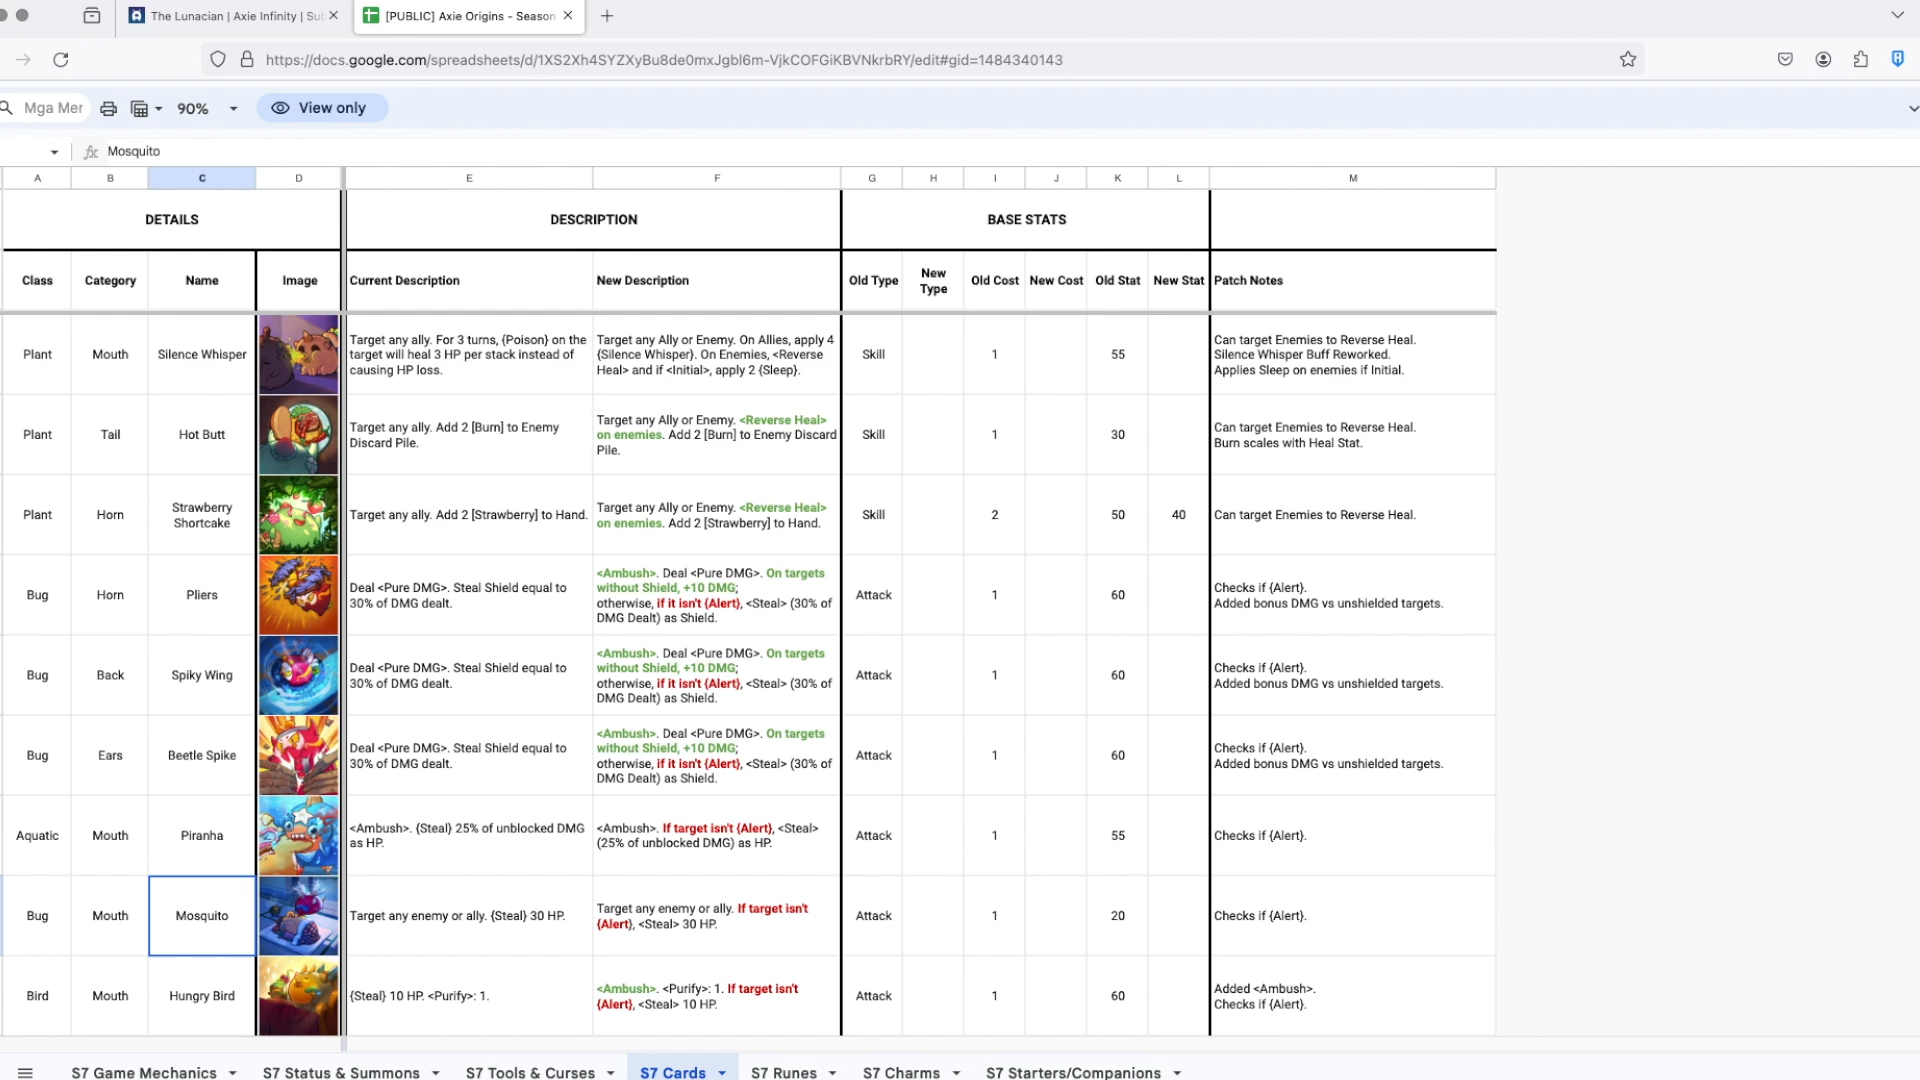 The Lunacian | Axie Infinity | Su
[PUBLIC] Axie Origins - Season
https://docs.google.com/spreadsheets/d/1XS2Xh4SYZXyBu8de0mxJgbl6m-VjkCOFGiKBVNkrbRY/edit#gid=1484340143
Mga Mer
90%
View only
fx Mosquito
A B C D E F G H I J K L M
DETAILS DESCRIPTION BASE STATS
Class Category Name Image Current Description New Description Old Type New Type Old Cost New Cost Old Stat New Stat Patch Notes
Plant Mouth Silence Whisper
Target any ally. For 3 turns, {Poison} on the
target will heal 3 HP per stack instead of
causing HP loss.
Target any Ally or Enemy. On Allies, apply 4
{Silence Whisper}. On Enemies, <Reverse
Heal> and if <Initial>, apply 2 {Sleep}.
Skill 1 55
Can target Enemies to Reverse Heal.
Silence Whisper Buff Reworked.
Applies Sleep on enemies if Initial.
Plant Tail Hot Butt
Target any ally. Add 2 [Burn] to Enemy
Discard Pile.
Target any Ally or Enemy. <Reverse Heal>
on enemies. Add 2 [Burn] to Enemy Discard
Pile.
Skill 1 30
Can target Enemies to Reverse Heal.
Burn scales with Heal Stat.
Plant Horn Strawberry
Shortcake
Target any ally. Add 2 [Strawberry] to Hand.
Target any Ally or Enemy. <Reverse Heal>
on enemies. Add 2 [Strawberry] to Hand.
Skill 2 50 40
Can target Enemies to Reverse Heal.
Bug Horn Pliers
Deal <Pure DMG>. Steal Shield equal to
30% of DMG dealt.
<Ambush>. Deal <Pure DMG>. On targets
without Shield, +10 DMG;
otherwise, if it isn't {Alert}, <Steal> (30% of
DMG Dealt) as Shield.
Attack 1 60
Checks if {Alert}.
Added bonus DMG vs unshielded targets.
Bug Back Spiky Wing
Deal <Pure DMG>. Steal Shield equal to
30% of DMG dealt.
<Ambush>. Deal <Pure DMG>. On targets
without Shield, +10 DMG;
otherwise, if it isn't {Alert}, <Steal> (30% of
DMG Dealt) as Shield.
Attack 1 60
Checks if {Alert}.
Added bonus DMG vs unshielded targets.
Bug Ears Beetle Spike
Deal <Pure DMG>. Steal Shield equal to
30% of DMG dealt.
<Ambush>. Deal <Pure DMG>. On targets
without Shield, +10 DMG;
otherwise, if it isn't {Alert}, <Steal> (30% of
DMG Dealt) as Shield.
Attack 1 60
Checks if {Alert}.
Added bonus DMG vs unshielded targets.
Aquatic Mouth Piranha
<Ambush>. {Steal} 25% of unblocked DMG
as HP.
<Ambush>. If target isn't {Alert}, <Steal>
(25% of unblocked DMG) as HP.
Attack 1 55
Checks if {Alert}.
Bug Mouth Mosquito
Target any enemy or ally. {Steal} 30 HP.
Target any enemy or ally. If target isn't
{Alert}, <Steal> 30 HP.
Attack 1 20
Checks if {Alert}.
Bird Mouth Hungry Bird
{Steal} 10 HP. <Purify>: 1.
<Ambush>. <Purify>: 1. If target isn't
{Alert}, <Steal> 10 HP.
Attack 1 60
Added <Ambush>.
Checks if {Alert}.
S7 Game Mechanics S7 Status & Summons S7 Tools & Curses S7 Cards S7 Runes S7 Charms S7 Starters/Companions